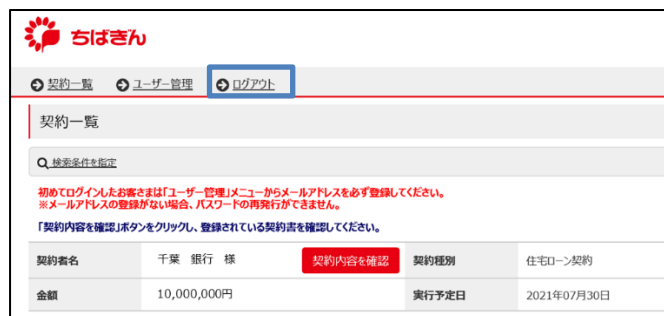 ちばぎん
契約一覧 ユーザー管理 ログアウト
契約一覧
検索条件を指定
初めてログインしたお客さまは「ユーザー管理」メニューからメールアドレスを必ず登録してください。
※メールアドレスの登録がない場合、パスワードの再発行ができません。
「契約内容を確認」ボタンをクリックし、登録されている契約書を確認してください。
契約者名 千葉 銀行 様 契約内容を確認 契約種別 住宅ローン契約
金額 10,000,000円 実行予定日 2021年07月30日